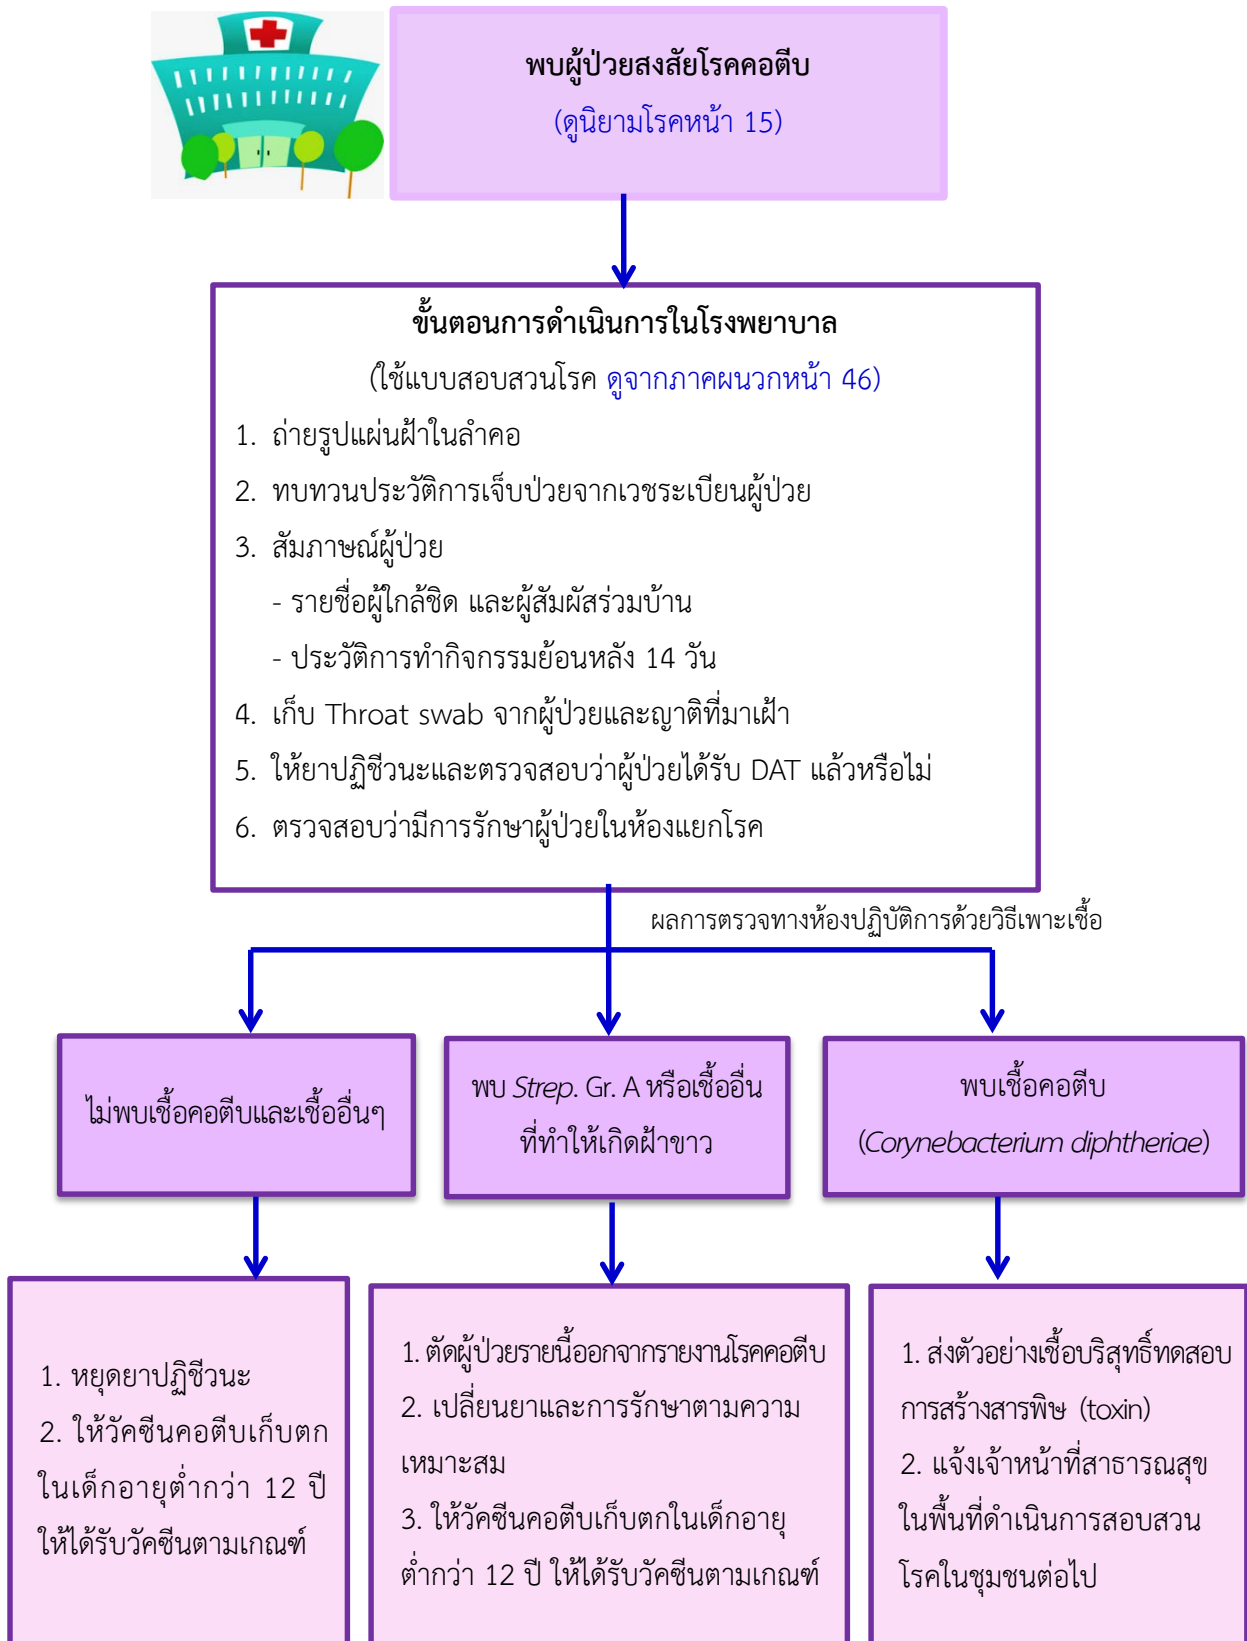 พบผู้ป่วยสงสัยโรคคอตีบ
(ดูนิยามโรคหน้า 15)
ขั้นตอนการดำเนินการในโรงพยาบาล
(ใช้แบบสอบสวนโรค ดูจากภาคผนวกหน้า 46)
1. ถ่ายรูปแผ่นฝ้าในลำคอ
2. ทบทวนประวัติการเจ็บป่วยจากเวชระเบียนผู้ป่วย
3. สัมภาษณ์ผู้ป่วย
- รายชื่อผู้ใกล้ชิด และผู้สัมผัสร่วมบ้าน
- ประวัติการทำกิจกรรมย้อนหลัง 14 วัน
4. เก็บ Throat swab จากผู้ป่วยและญาติที่มาเฝ้า
5. ให้ยาปฏิชีวนะและตรวจสอบว่าผู้ป่วยได้รับ DAT แล้วหรือไม่
6. ตรวจสอบว่ามีการรักษาผู้ป่วยในห้องแยกโรค
ผลการตรวจทางห้องปฏิบัติการด้วยวิธีเพาะเชื้อ
ไม่พบเชื้อคอตีบและเชื้ออื่นๆ
พบ Strep. Gr. A หรือเชื้ออื่น
ที่ทำให้เกิดฝ้าขาว
พบเชื้อคอตีบ
(Corynebacterium diphtheriae)
1. หยุดยาปฏิชีวนะ
2. ให้วัคซีนคอตีบเก็บตก
ในเด็กอายุต่ำกว่า 12 ปี
ให้ได้รับวัคซีนตามเกณฑ์
1. ตัดผู้ป่วยรายนี้ออกจากรายงานโรคคอตีบ
2. เปลี่ยนยาและการรักษาตามความ
เหมาะสม
3. ให้วัคซีนคอตีบเก็บตกในเด็กอายุ
ต่ำกว่า 12 ปี ให้ได้รับวัคซีนตามเกณฑ์
1. ส่งตัวอย่างเชื้อบริสุทธิ์ทดสอบ
การสร้างสารพิษ (toxin)
2. แจ้งเจ้าหน้าที่สาธารณสุข
ในพื้นที่ดำเนินการสอบสวน
โรคในชุมชนต่อไป